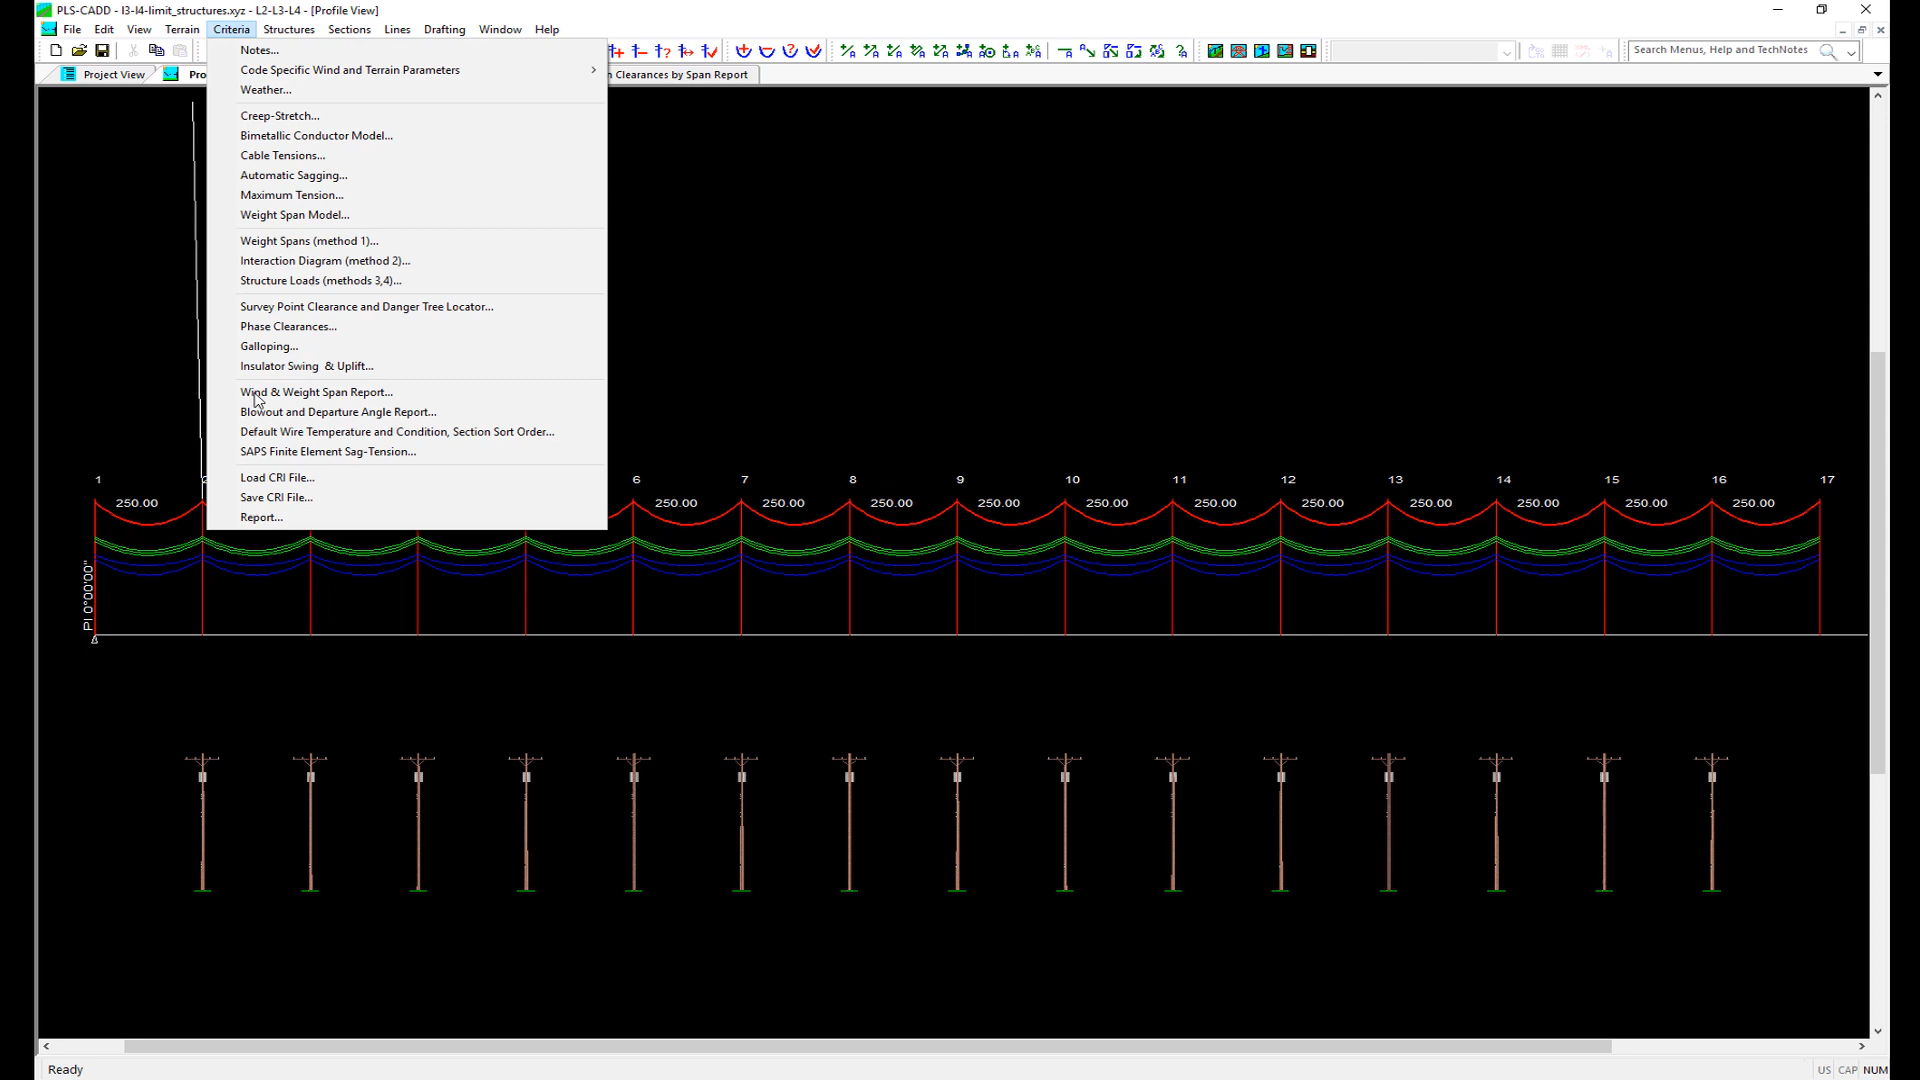 PLS-CADD - l3-l4-limit_structures.xyz - L2-L3-L4 - [Profile View]
File Edit View Terrain Criteria Structures Sections Lines Drafting Window Help
Search Menus, Help and TechNotes
Project View Pro Clearances by Span Report
Notes...
Code Specific Wind and Terrain Parameters
Weather...
Creep-Stretch...
Bimetallic Conductor Model...
Cable Tensions...
Automatic Sagging...
Maximum Tension...
Weight Span Model...
Weight Spans (method 1)...
Interaction Diagram (method 2)...
Structure Loads (methods 3,4)...
Survey Point Clearance and Danger Tree Locator...
Phase Clearances...
Galloping...
Insulator Swing & Uplift...
Wind & Weight Span Report...
Blowout and Departure Angle Report...
Default Wire Temperature and Condition, Section Sort Order...
SAPS Finite Element Sag-Tension...
Load CRI File...
Save CRI File...
Report...
1 6 7 8 9 10 11 12 13 14 15 16 17
250.00 250.00 250.00 250.00 250.00 250.00 250.00 250.00 250.00 250.00 250.00 250.00
PI 0°00'00"
Ready US CAP NUM